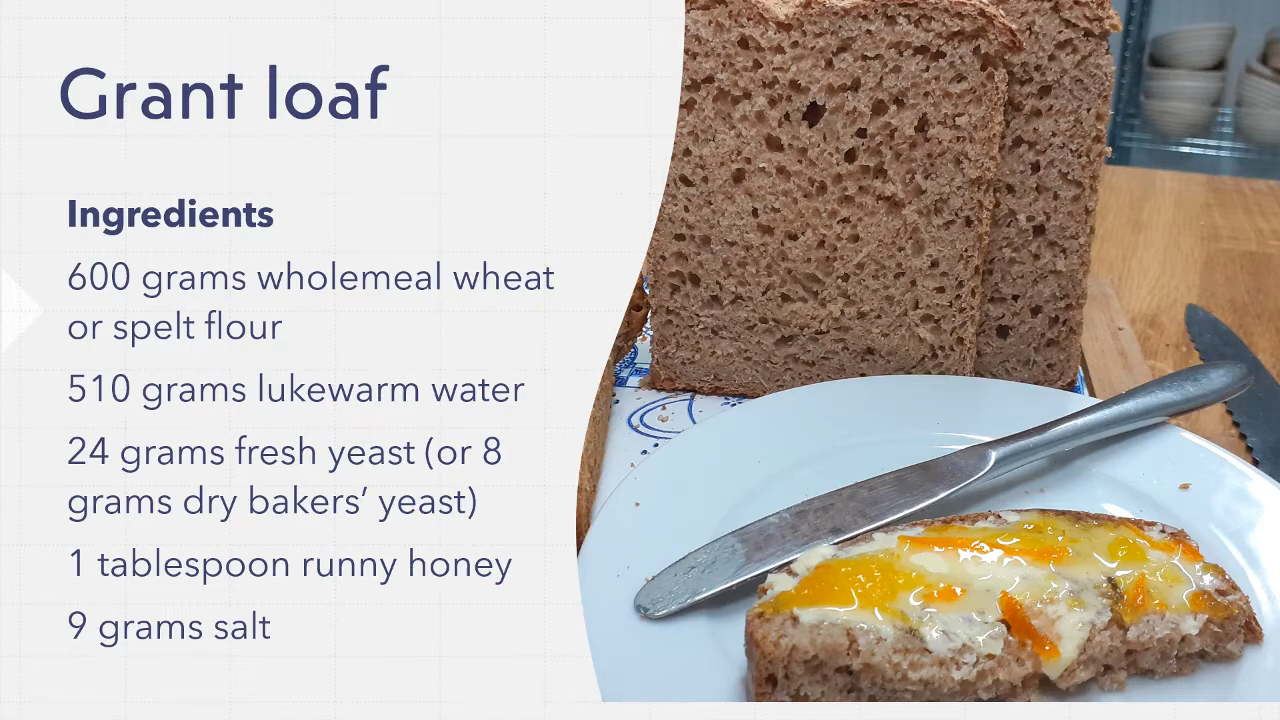 Grant loaf
Ingredients
600 grams wholemeal wheat
or spelt flour
510 grams lukewarm water
24 grams fresh yeast (or 8
grams dry bakers’ yeast)
1 tablespoon runny honey
9 grams salt